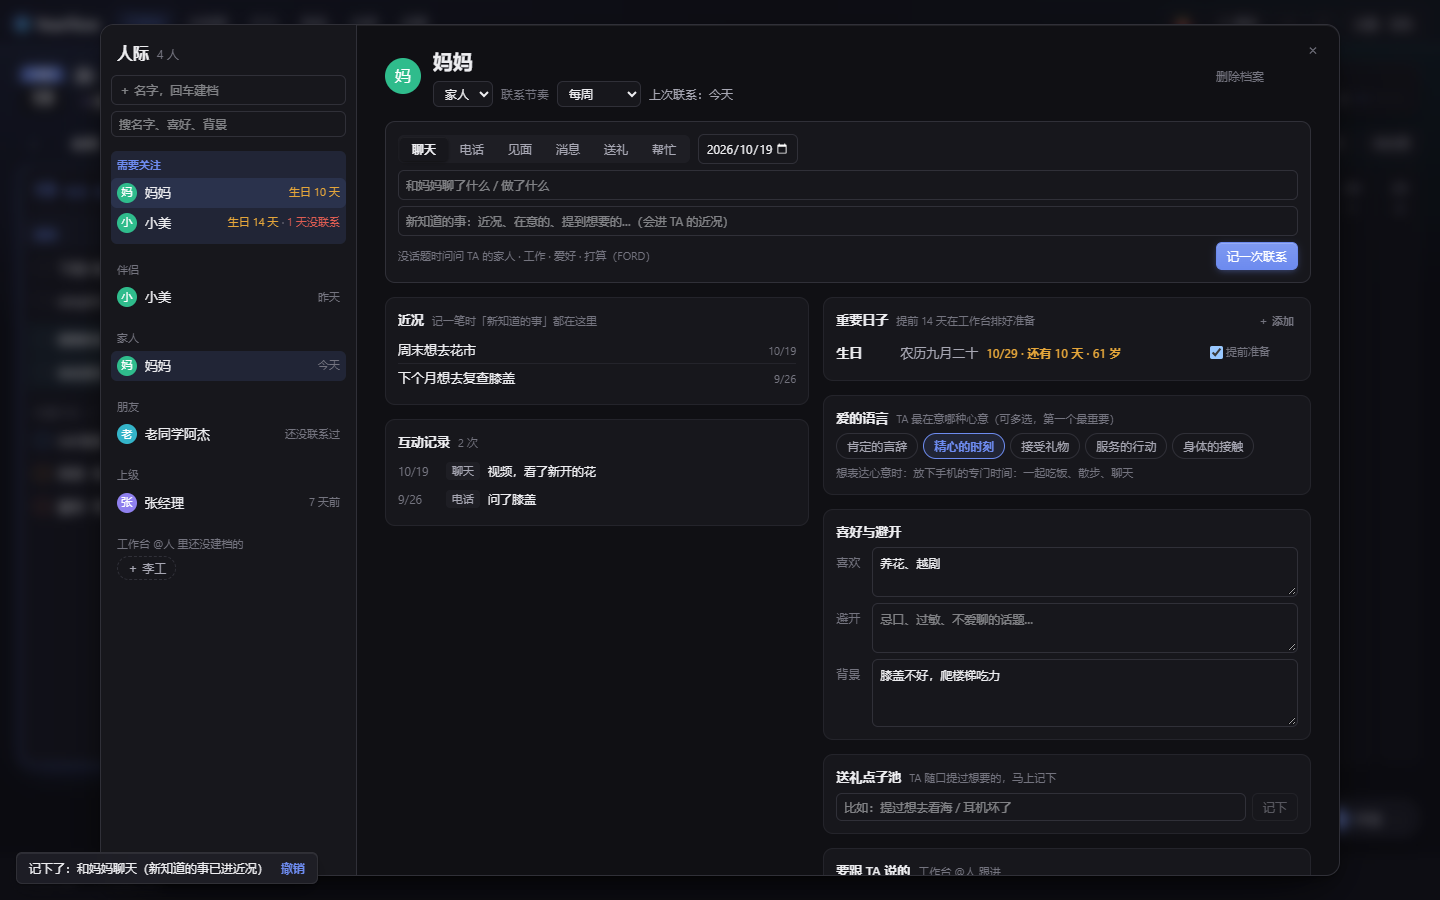 人际 4 人
+ 名字，回车建档
搜名字、喜好、背景
需要关注
妈 妈妈 生日 10 天
小 小美 生日 14 天 · 1 天没联系
伴侣
小 小美 昨天
家人
妈 妈妈 今天
朋友
老 老同学阿杰 还没联系过
上级
张 张经理 7 天前
工作台 @人 里还没建档的
+ 李工
×
妈 妈妈
家人 联系节奏 每周 上次联系：今天
删除档案
聊天 电话 见面 消息 送礼 帮忙 2026/10/19
和妈妈聊了什么 / 做了什么
新知道的事：近况、在意的、提到想要的…（会进 TA 的近况）
没话题时问问 TA 的家人 · 工作 · 爱好 · 打算（FORD）
记一次联系
近况 记一笔时「新知道的事」都在这里
周末想去花市 10/19
下个月想去复查膝盖 9/26
互动记录 2 次
10/19 聊天 视频，看了新开的花
9/26 电话 问了膝盖
重要日子 提前 14 天在工作台排好准备 + 添加
生日 农历九月二十 10/29 · 还有 10 天 · 61 岁 提前准备
爱的语言 TA 最在意哪种心意（可多选，第一个最重要）
肯定的言辞 精心的时刻 接受礼物 服务的行动 身体的接触
想表达心意时：放下手机的专门时间：一起吃饭、散步、聊天
喜好与避开
喜欢 养花、越剧
避开 忌口、过敏、不爱聊的话题…
背景 膝盖不好，爬楼梯吃力
送礼点子池 TA 随口提过想要的，马上记下
比如：提过想去看海 / 耳机坏了 记下
要跟 TA 说的 工作台 @人 跟进
记下了：和妈妈聊天（新知道的事已进近况） 撤销